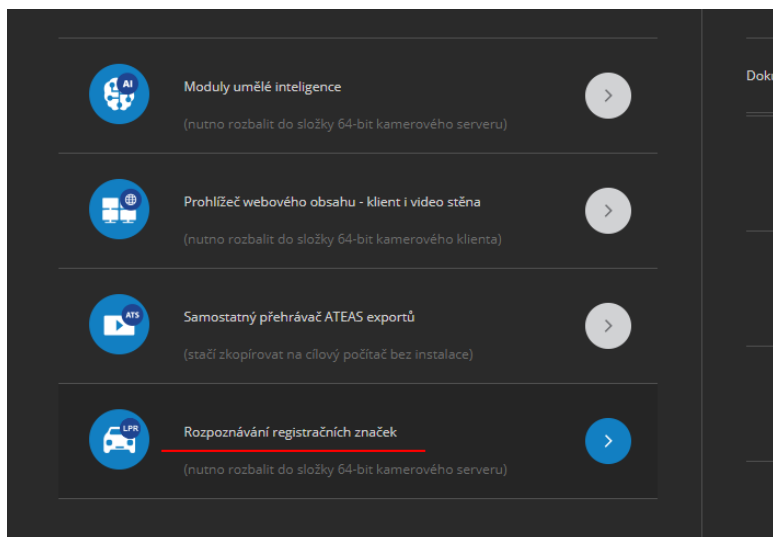 AI
Moduly umělé inteligence
(nutno rozbalit do složky 64-bit kamerového serveru)
Prohlížeč webového obsahu - klient i video stěna
(nutno rozbalit do složky 64-bit kamerového klienta)
ATS
Samostatný přehrávač ATEAS exportů
(stačí zkopírovat na cílový počítač bez instalace)
LPR
Rozpoznávání registračních značek
(nutno rozbalit do složky 64-bit kamerového serveru)